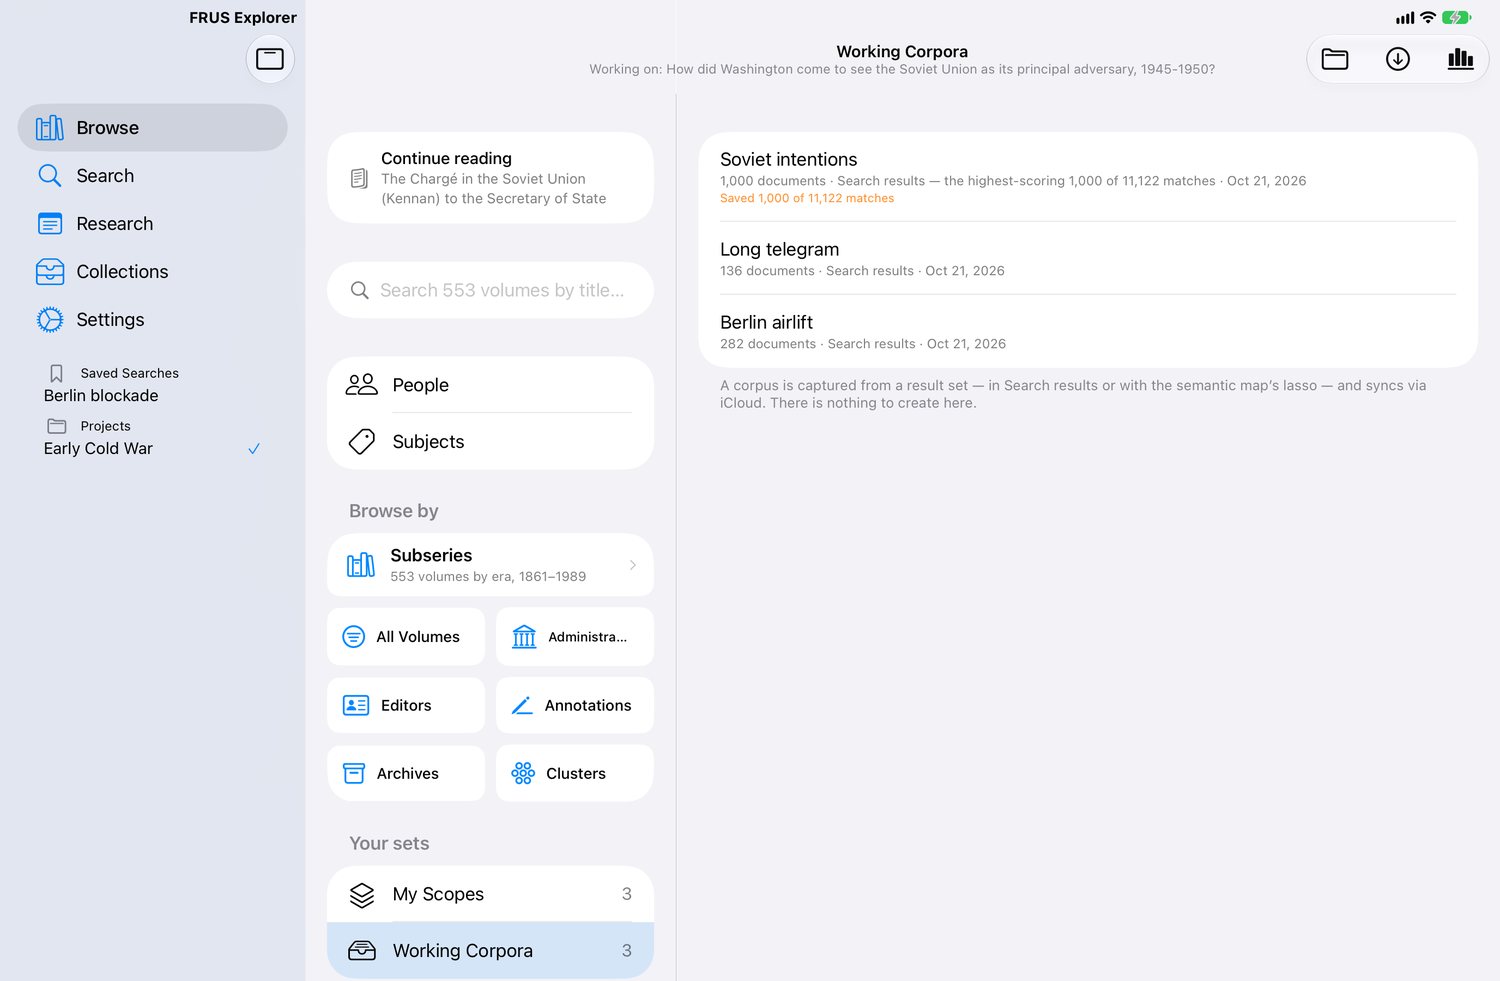 FRUS Explorer
Browse
Search
Research
Collections
Settings
Saved Searches
Berlin blockade
Projects
Early Cold War
Continue reading
The Chargé in the Soviet Union
(Kennan) to the Secretary of State
Search 553 volumes by title...
People
Subjects
Browse by
Subseries
553 volumes by era, 1861–1989
All Volumes
Administra...
Editors
Annotations
Archives
Clusters
Your sets
My Scopes 3
Working Corpora 3
Working Corpora
Working on: How did Washington come to see the Soviet Union as its principal adversary, 1945-1950?
Soviet intentions
1,000 documents · Search results — the highest-scoring 1,000 of 11,122 matches · Oct 21, 2026
Saved 1,000 of 11,122 matches
Long telegram
136 documents · Search results · Oct 21, 2026
Berlin airlift
282 documents · Search results · Oct 21, 2026
A corpus is captured from a result set — in Search results or with the semantic map's lasso — and syncs via
iCloud. There is nothing to create here.